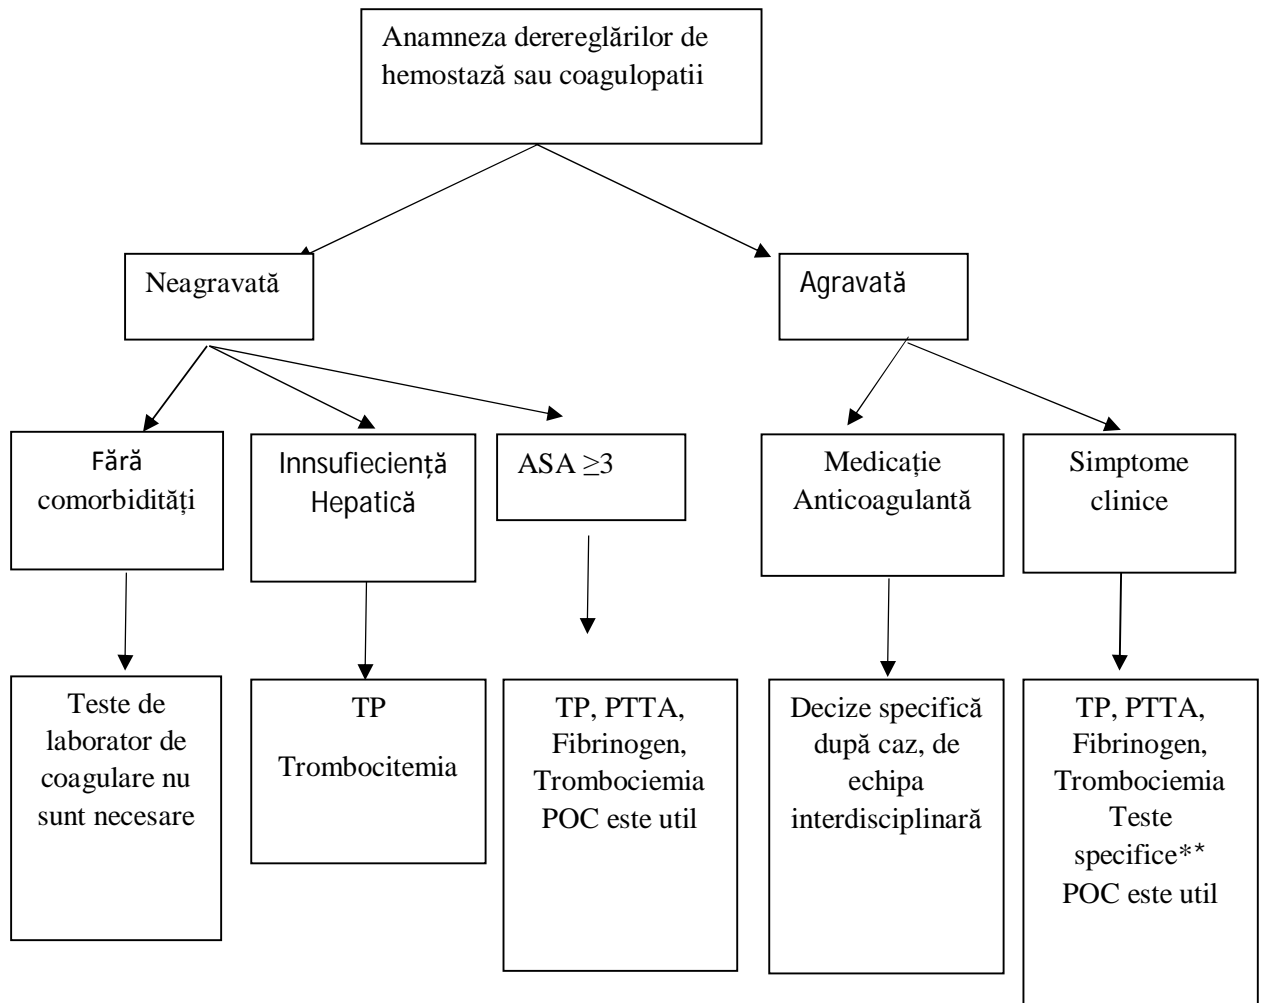 Anamneza derereglărilor de
hemostază sau coagulopatii
Neagravată
Agravată
Fără
comorbidități
Innsufieciență
Hepatică
ASA ≥3
Medicație
Anticoagulantă
Simptome
clinice
Teste de
laborator de
coagulare nu
sunt necesare
TP
Trombocitemia
TP, PTTA,
Fibrinogen,
Trombociemia
POC este util
Decize specifică
după caz, de
echipa
interdisciplinară
TP, PTTA,
Fibrinogen,
Trombociemia
Teste
specifice**
POC este util